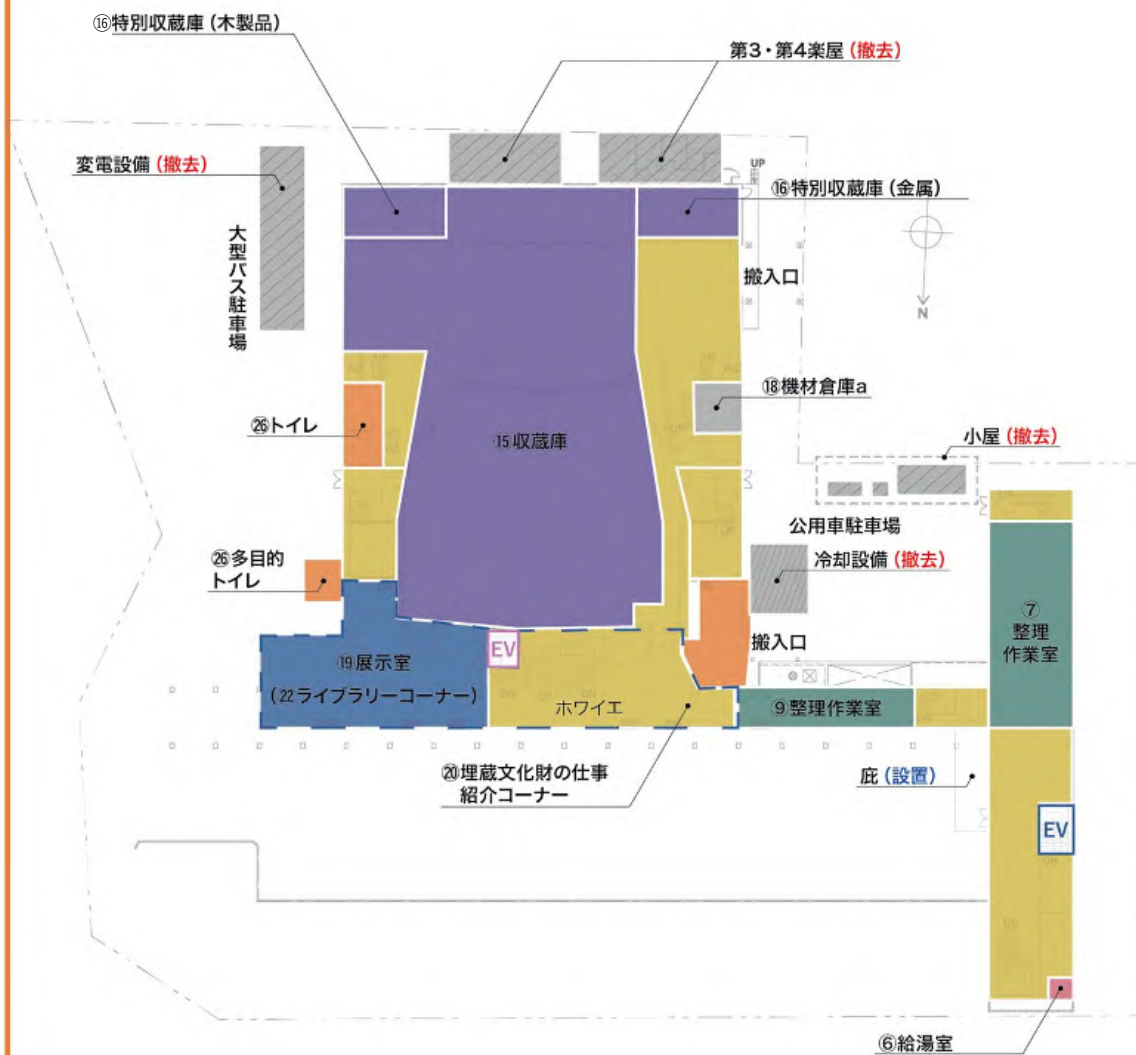 ⑯特別収蔵庫(木製品)
第3・第4楽屋(撤去)
変電設備(撤去)
UP
⑯特別収蔵庫(金属)
大型バス駐車場
搬入口
N
⑱機材倉庫a
㉖トイレ
⑮収蔵庫
小屋(撤去)
公用車駐車場
㉖多目的
トイレ
冷却設備(撤去)
⑦
整理
作業室
EV
搬入口
⑲展示室
(㉒ライブラリーコーナー)
ホワイエ
⑨整理作業室
⑳埋蔵文化財の仕事
紹介コーナー
庇(設置)
EV
⑥給湯室